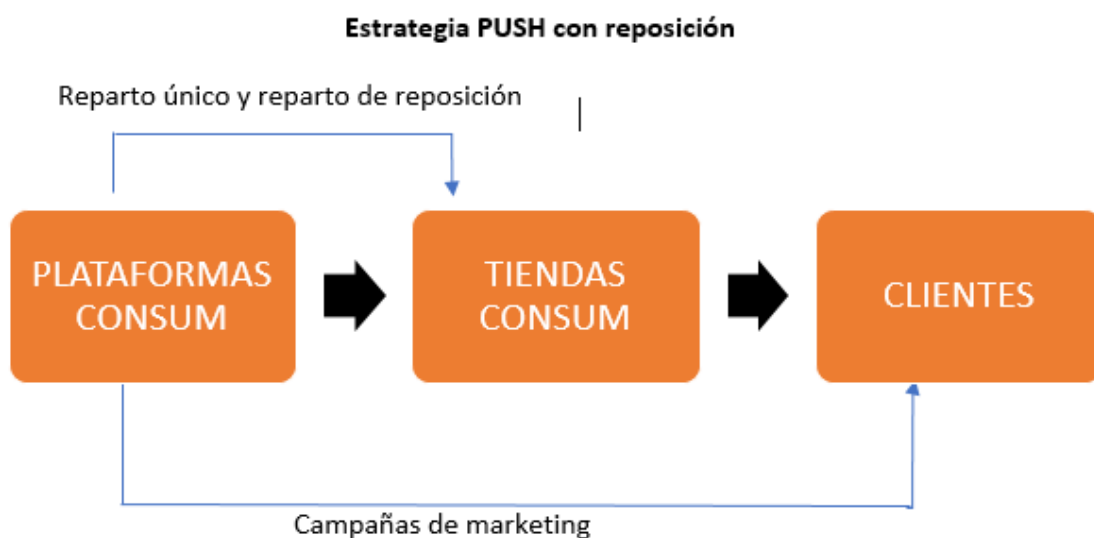 Estrategia PUSH con reposición
Reparto único y reparto de reposición
PLATAFORMAS
CONSUM
TIENDAS
CONSUM
CLIENTES
Campañas de marketing